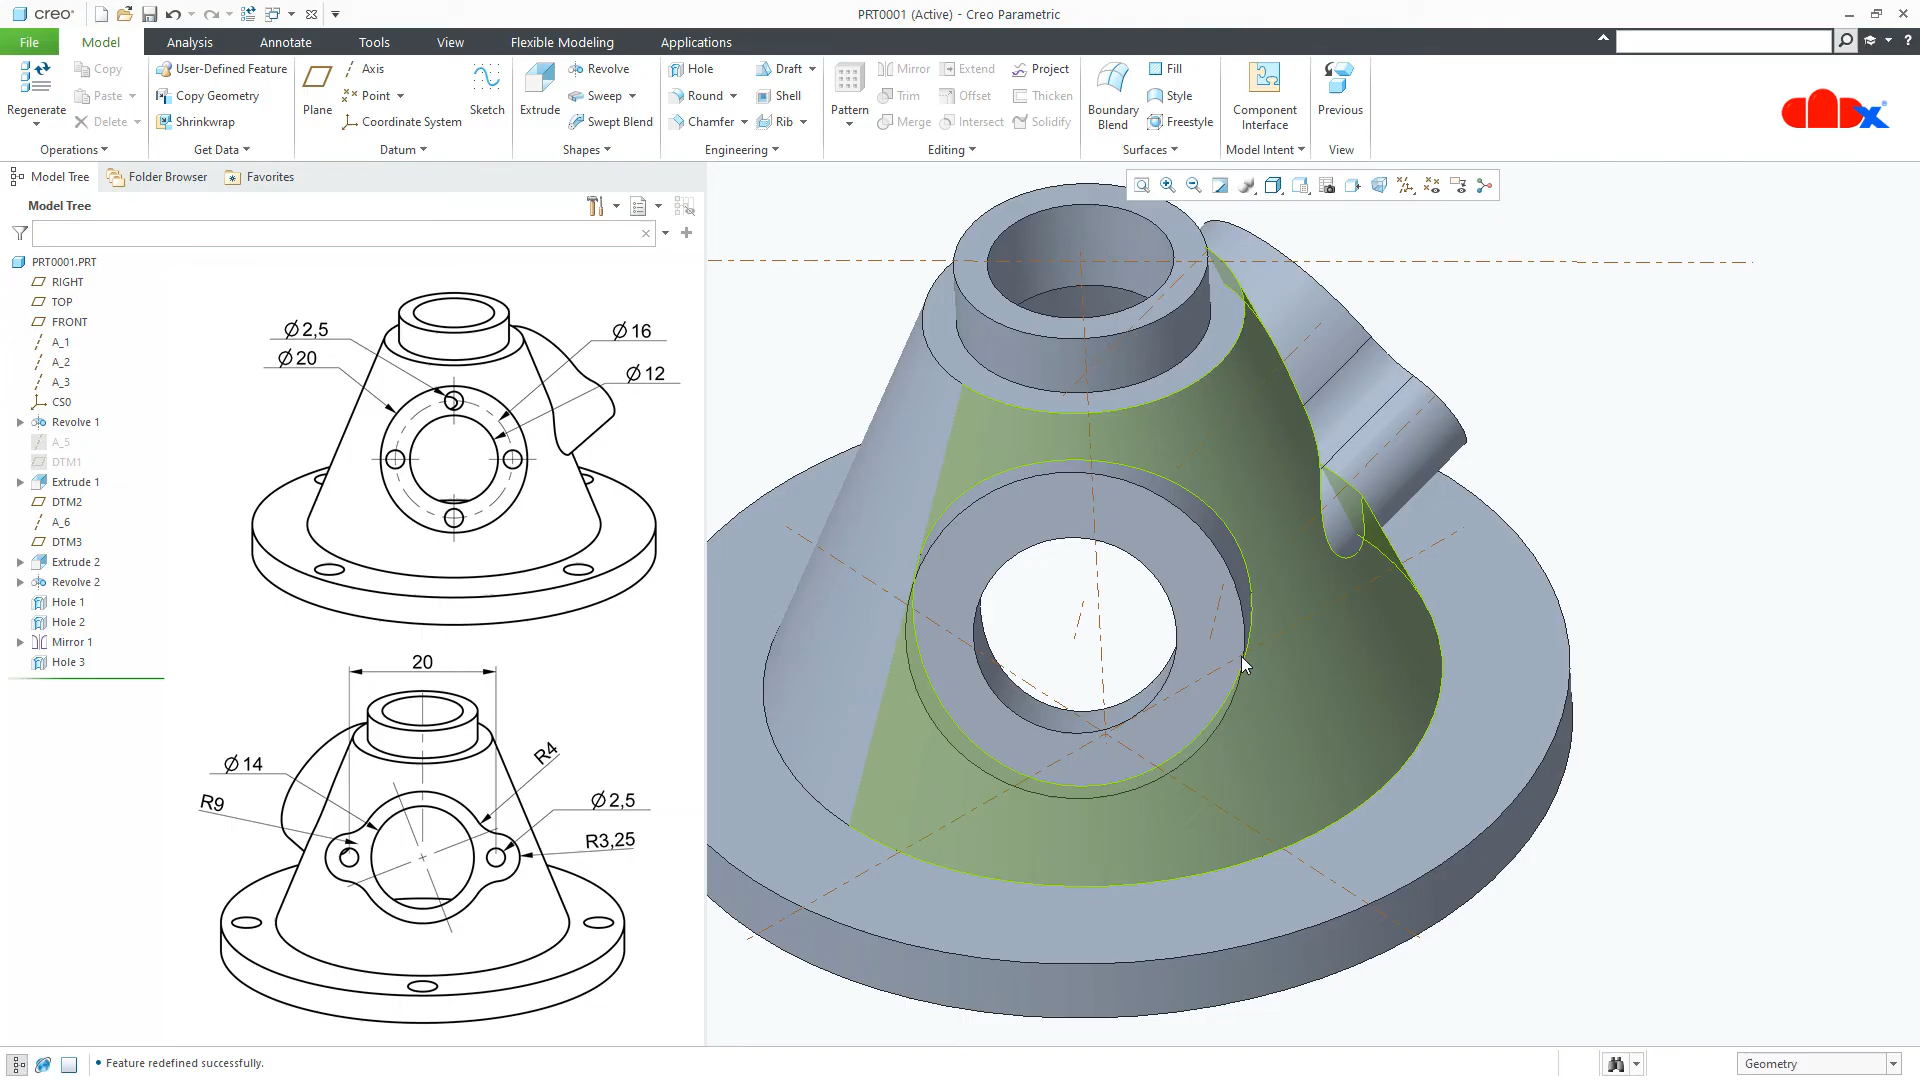 creo
PRT0001 (Active) - Creo Parametric
File
Model
Analysis
Annotate
Tools
View
Flexible Modeling
Applications
Regenerate
Copy
Paste
Delete
Operations
User-Defined Feature
Copy Geometry
Shrinkwrap
Get Data
Plane
Axis
Point
Coordinate System
Sketch
Datum
Extrude
Revolve
Sweep
Swept Blend
Shapes
Hole
Round
Chamfer
Draft
Shell
Rib
Engineering
Pattern
Mirror
Trim
Merge
Extend
Offset
Intersect
Project
Thicken
Solidify
Editing
Boundary
Blend
Fill
Style
Freestyle
Surfaces
Component
Interface
Model Intent
Previous
View
Model Tree
Folder Browser
Favorites
Model Tree
PRT0001.PRT
RIGHT
TOP
FRONT
A_1
A_2
A_3
CS0
Revolve 1
A_5
DTM1
Extrude 1
DTM2
A_6
DTM3
Extrude 2
Revolve 2
Hole 1
Hole 2
Mirror 1
Hole 3
Ø2,5
Ø20
Ø16
Ø12
20
Ø14
R9
R4
Ø2,5
R3,25
Feature redefined successfully.
Geometry